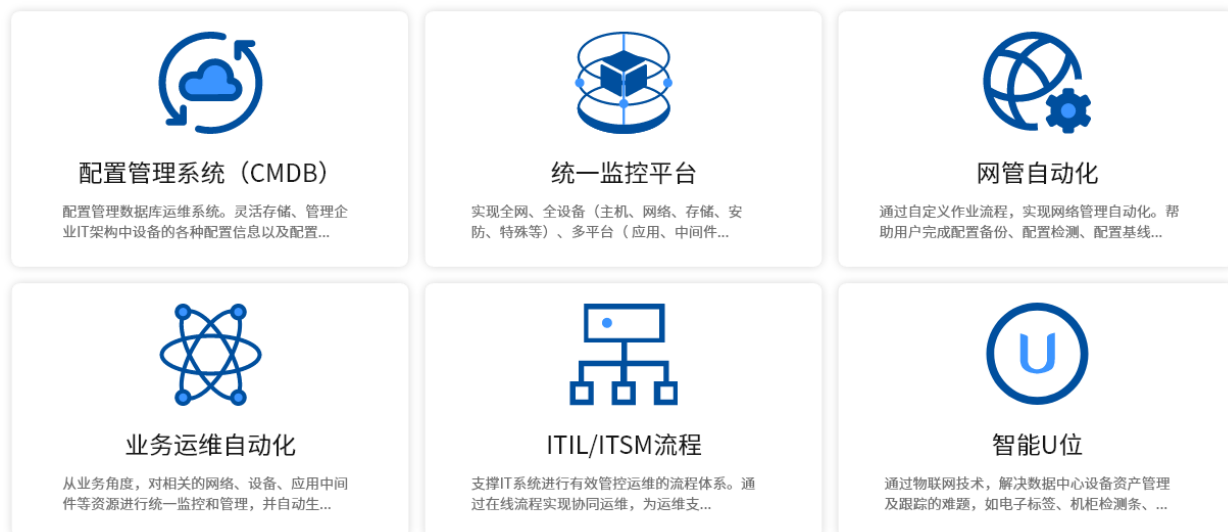 配置管理系统（CMDB）
配置管理数据库运维系统。灵活存储、管理企
业IT架构中设备的各种配置信息以及配置...
统一监控平台
实现全网、全设备（主机、网络、存储、安
防、特殊等）、多平台（ 应用、中间件...
网管自动化
通过自定义作业流程，实现网络管理自动化。帮
助用户完成配置备份、配置检测、配置基线...
业务运维自动化
从业务角度，对相关的网络、设备、应用中间
件等资源进行统一监控和管理，并自动生...
ITIL/ITSM流程
支撑IT系统进行有效管控运维的流程体系。通
过在线流程实现协同运维，为运维支...
U
智能U位
通过物联网技术，解决数据中心设备资产管理
及跟踪的难题，如电子标签、机柜检测条、...